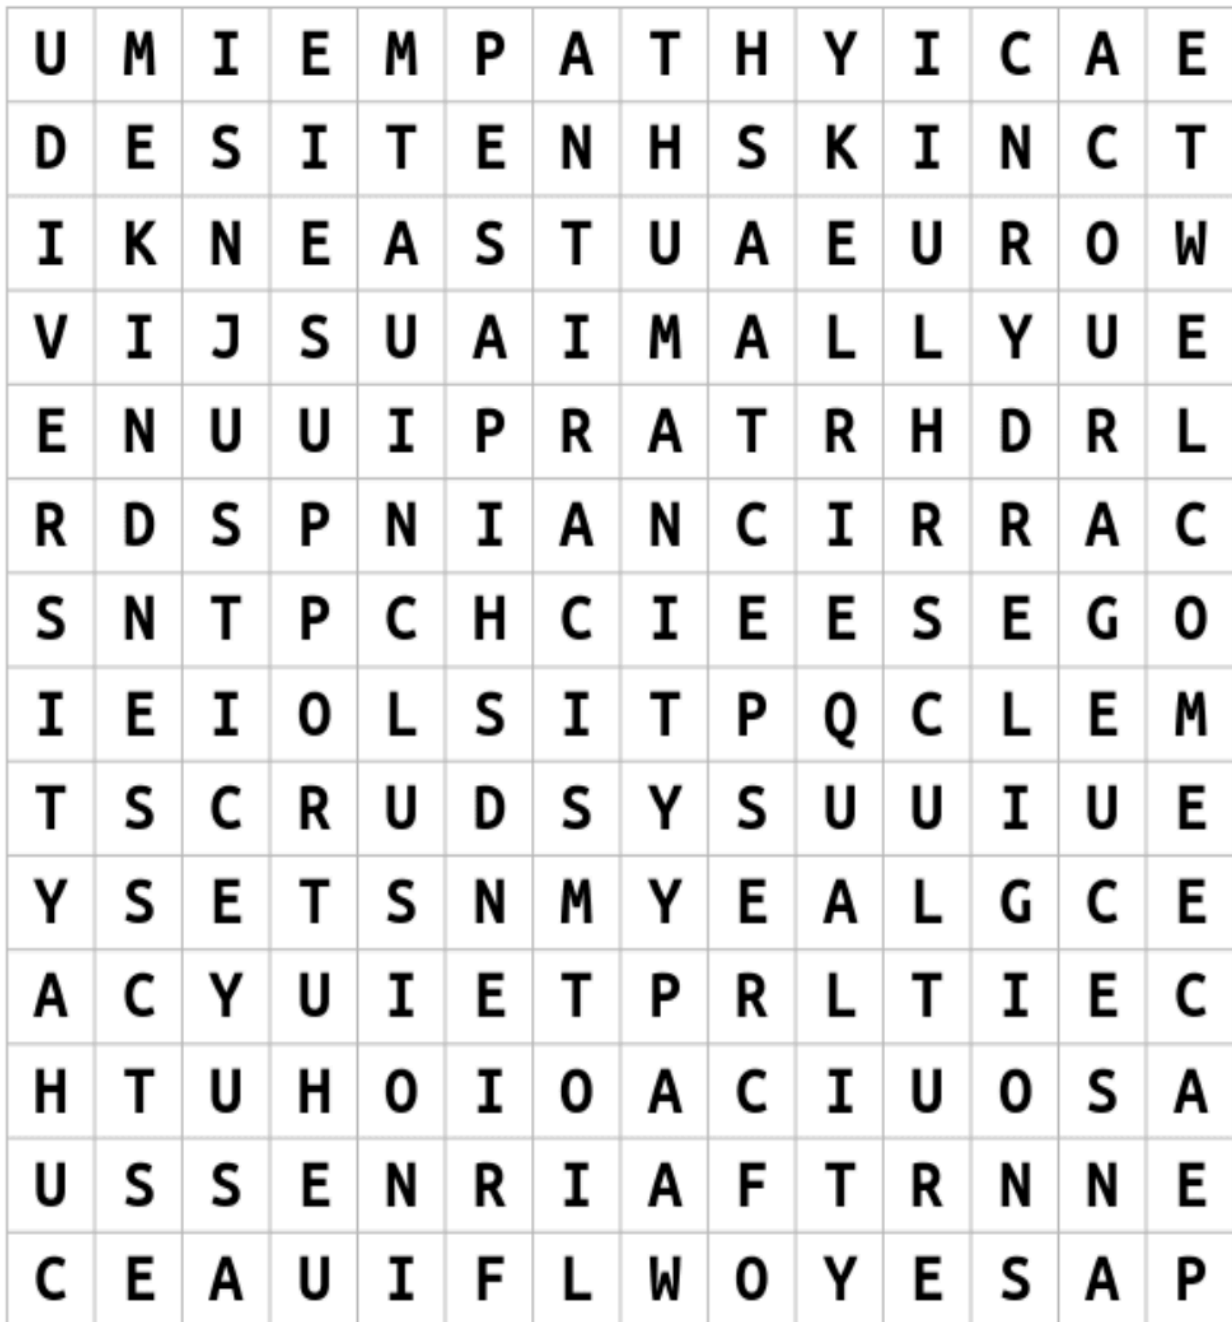 U M I E M P A T H Y I C A E
D E S I T E N H S K I N C T
I K N E A S T U A E U R O W
V I J S U A I M A L L Y U E
E N U U I P R A T R H D R L
R D S P N I A N C I R R A C
S N T P C H C I E E S E G O
I E I O L S I T P Q C L E M
T S C R U D S Y S U U I U E
Y S E T S N M Y E A L G C E
A C Y U I E T P R L T I E C
H T U H O I O A C I U O S A
U S S E N R I A F T R N N E
C E A U I F L W O Y E S A P